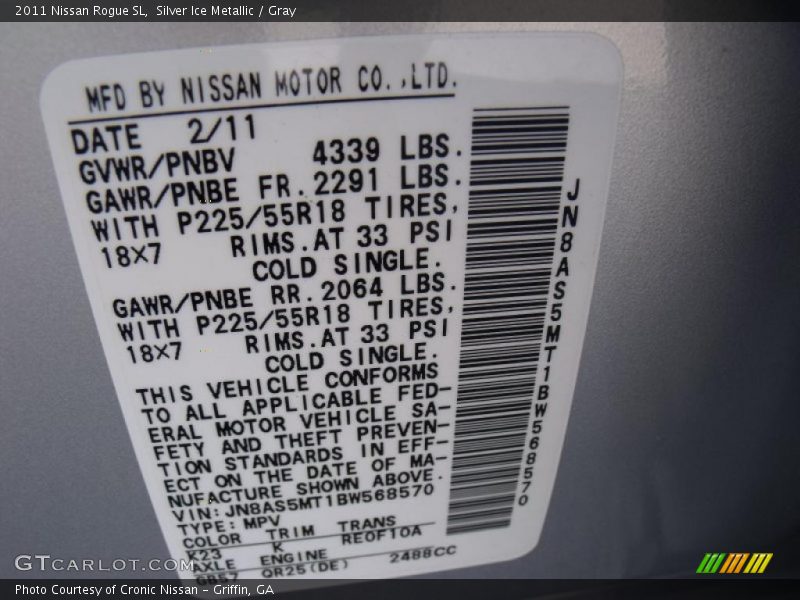 2011 Nissan Rogue SL,  Silver Ice Metallic / Gray
MFD BY NISSAN MOTOR CO.,LTD.
DATE 2/11
GVWR/PNBV 4339 LBS.
GAWR/PNBE FR. 2291 LBS.
WITH P225/55R18 TIRES,
18X7 RIMS. AT 33 PSI
COLD SINGLE.
GAWR/PNBE RR. 2064 LBS.
WITH P225/55R18 TIRES,
18X7 RIMS. AT 33 PSI
COLD SINGLE.
THIS VEHICLE CONFORMS
TO ALL APPLICABLE FED-
ERAL MOTOR VEHICLE SA-
FETY AND THEFT PREVEN-
TION STANDARDS IN EFF-
ECT ON THE DATE OF MA-
NUFACTURE SHOWN ABOVE.
VIN: JN8AS5MT1BW568570
TYPE: MPV
COLOR TRIM TRANS
K23 K RE0F10A
AXLE ENGINE
GB57 QR25(DE) 2488CC
JN8AS5MT1BW568570
GTCARLOT.COM
Photo Courtesy of Cronic Nissan - Griffin, GA